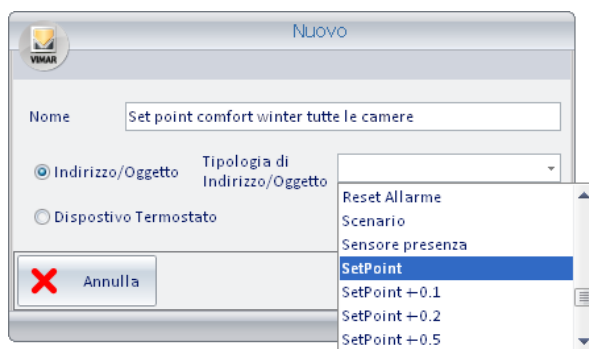 Nuovo
VIMAR
Nome
Set point comfort winter tutte le camere
Indirizzo/Oggetto
Tipologia di
Indirizzo/Oggetto
Dispostivo Termostato
Reset Allarme
Scenario
Sensore presenza
SetPoint
SetPoint +-0.1
SetPoint +-0.2
SetPoint +-0.5
Annulla